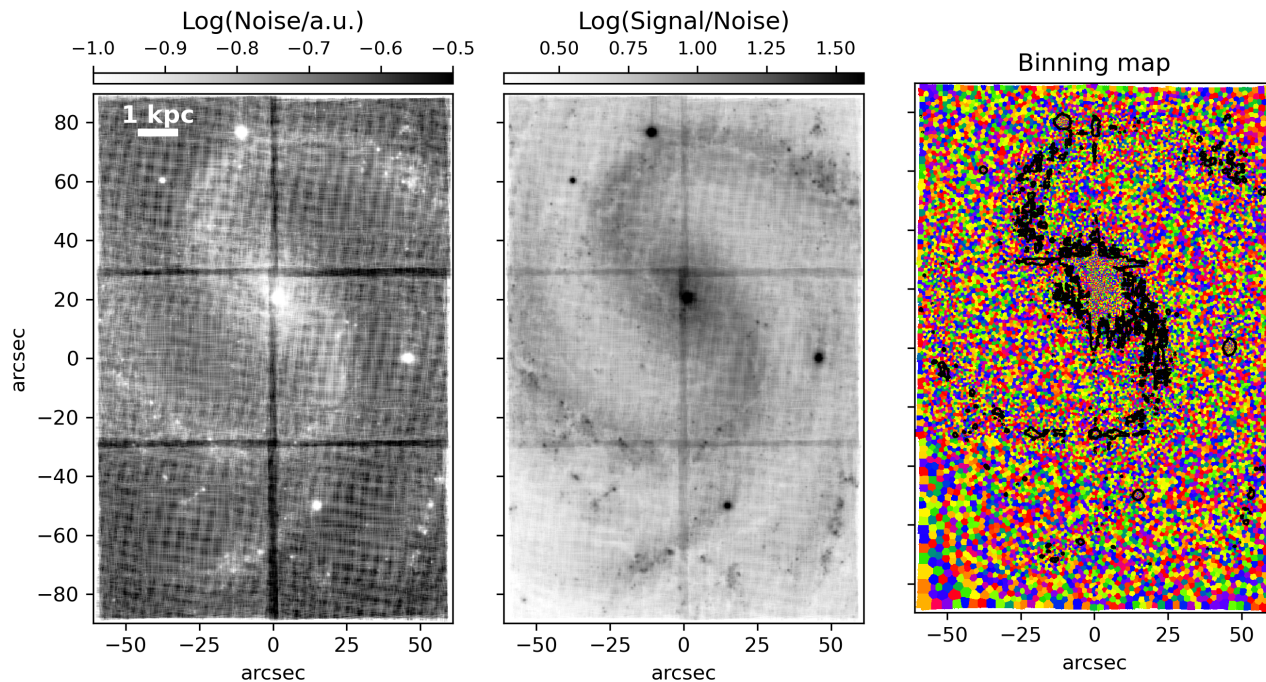 Log(Noise/a.u.)
−1.0 −0.9 −0.8 −0.7 −0.6 −0.5
1 kpc
80
60
40
20
0
−20
−40
−60
−80
arcsec
−50 −25 0 25 50
arcsec
Log(Signal/Noise)
0.50 0.75 1.00 1.25 1.50
−50 −25 0 25 50
arcsec
Binning map
−50 −25 0 25 50
arcsec